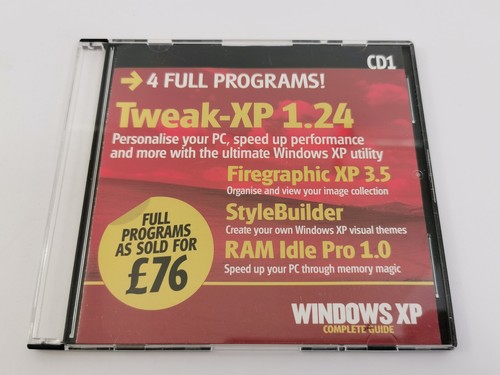 CD1
→ 4 FULL PROGRAMS!
Tweak-XP 1.24
Personalise your PC, speed up performance
and more with the ultimate Windows XP utility
Firegraphic XP 3.5
Organise and view your image collection
StyleBuilder
Create your own Windows XP visual themes
RAM Idle Pro 1.0
Speed up your PC through memory magic
FULL
PROGRAMS
AS SOLD FOR
£76
WINDOWS XP
COMPLETE GUIDE